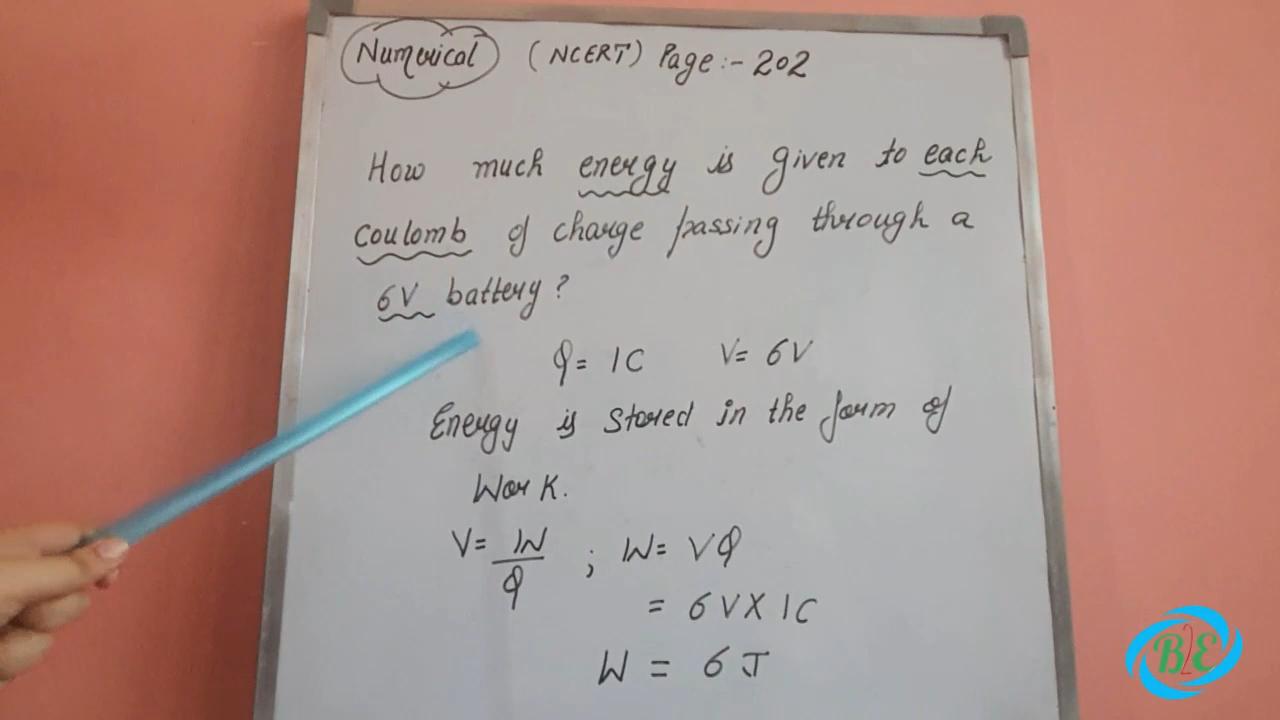 Numerical (NCERT) Page:- 202
How much energy is given to each
coulomb of charge passing through a
6V battery?
Q= 1C V= 6V
Energy is stored in the form of
Work.
V= W/Q ; W= VQ
= 6V X 1C
W = 6J
B2E